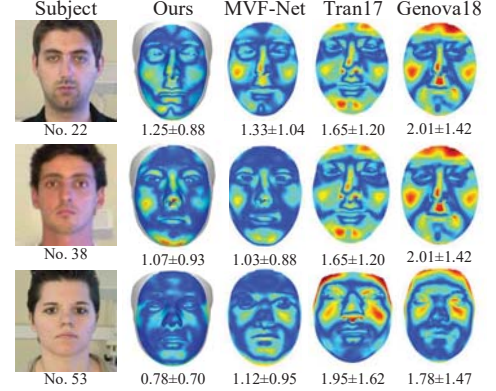 Subject Ours MVF-Net Tran17 Genova18
No. 22 1.25±0.88 1.33±1.04 1.65±1.20 2.01±1.42
No. 38 1.07±0.93 1.03±0.88 1.65±1.20 2.01±1.42
No. 53 0.78±0.70 1.12±0.95 1.95±1.62 1.78±1.47